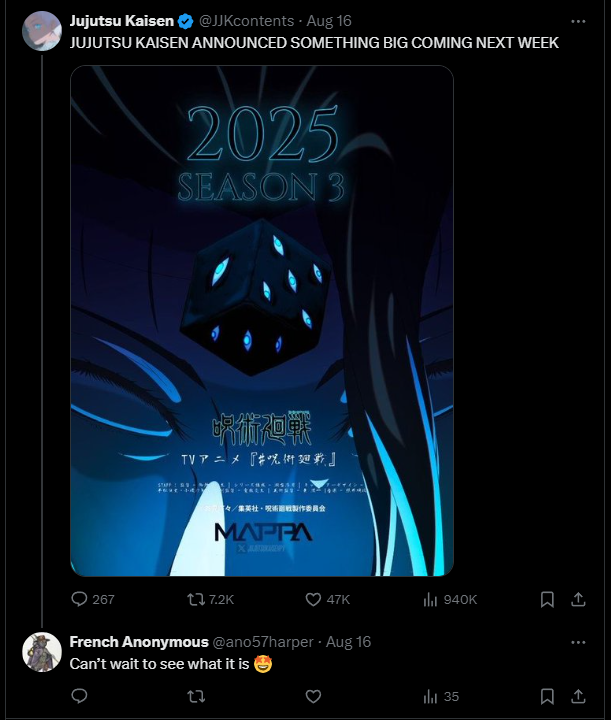 Jujutsu Kaisen @JJKcontents · Aug 16
JUJUTSU KAISEN ANNOUNCED SOMETHING BIG COMING NEXT WEEK
2025
SEASON 3
呪術廻戦
TVアニメ『#呪術廻戦』
／集英社・呪術廻戦製作委員会
MAPPA
267 7.2K 47K 940K
French Anonymous @ano57harper · Aug 16
Can't wait to see what it is 🤩
35